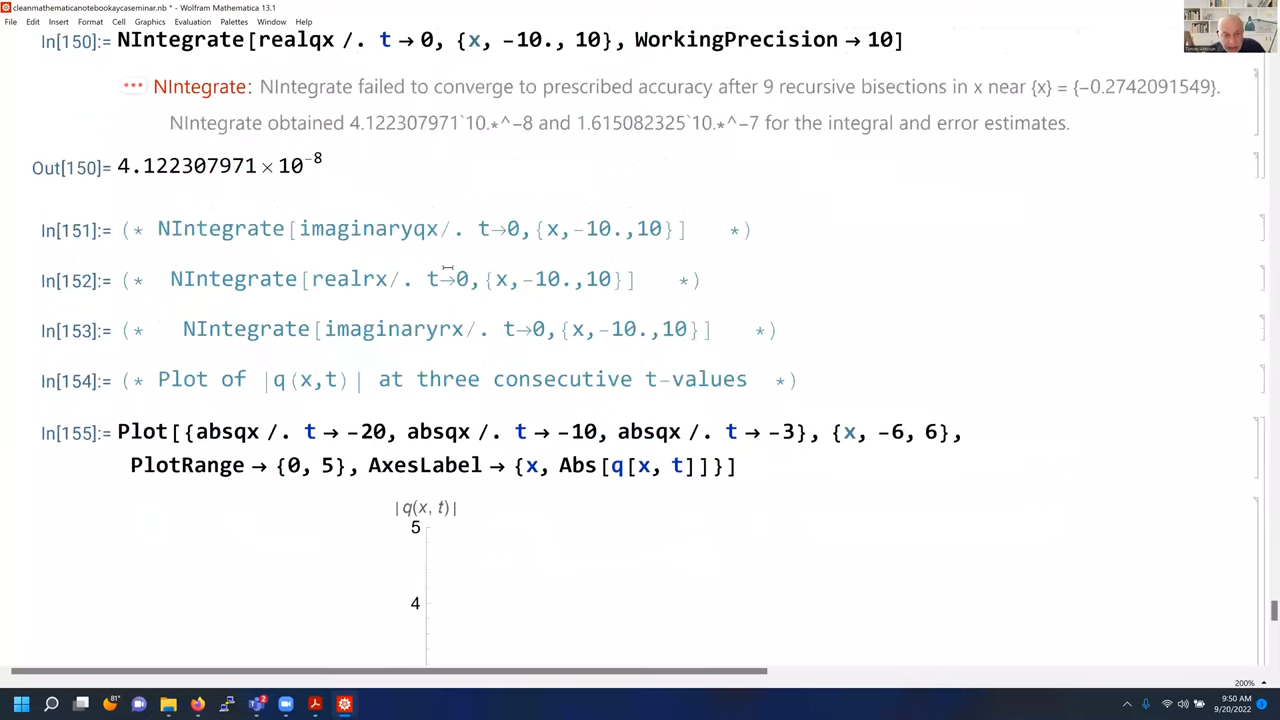 cleanmathematicanotebookaycaseminar.nb * - Wolfram Mathematica 13.1
File Edit Insert Format Cell Graphics Evaluation Palettes Window Help
In[150]:= NIntegrate[realqx /. t → 0, {x, -10., 10}, WorkingPrecision → 10]
••• NIntegrate: NIntegrate failed to converge to prescribed accuracy after 9 recursive bisections in x near {x} = {-0.2742091549}.
NIntegrate obtained 4.122307971`10.*^-8 and 1.615082325`10.*^-7 for the integral and error estimates.
Out[150]= 4.122307971 × 10^-8
In[151]:= (* NIntegrate[imaginaryqx/. t→0,{x,-10.,10}] *)
In[152]:= (* NIntegrate[realrx/. t→0,{x,-10.,10}] *)
In[153]:= (* NIntegrate[imaginaryrx/. t→0,{x,-10.,10}] *)
In[154]:= (* Plot of |q(x,t)| at three consecutive t-values *)
In[155]:= Plot[{absqx /. t → -20, absqx /. t → -10, absqx /. t → -3}, {x, -6, 6},
PlotRange → {0, 5}, AxesLabel → {x, Abs[q[x, t]]}]
|q(x, t)|
5
4
200%
81°
2
9:50 AM
9/20/2022